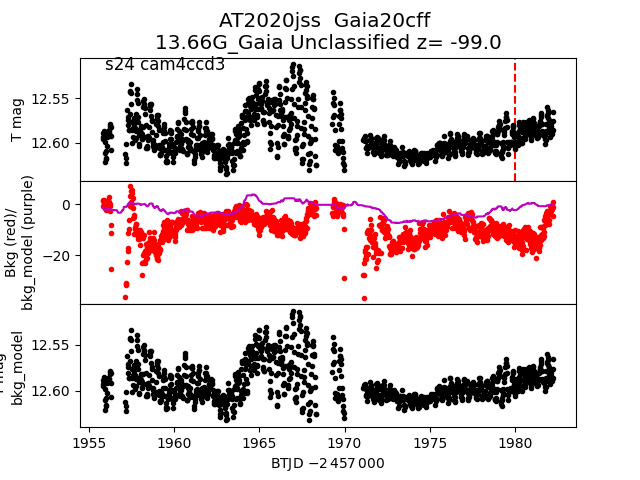 AT2020jss  Gaia20cff
13.66G_Gaia Unclassified z= -99.0
s24 cam4ccd3
T mag
12.55
12.60
Bkg (red)/
bkg_model (purple)
0
−20
bkg_model
12.55
12.60
1955 1960 1965 1970 1975 1980
BTJD −2 457 000